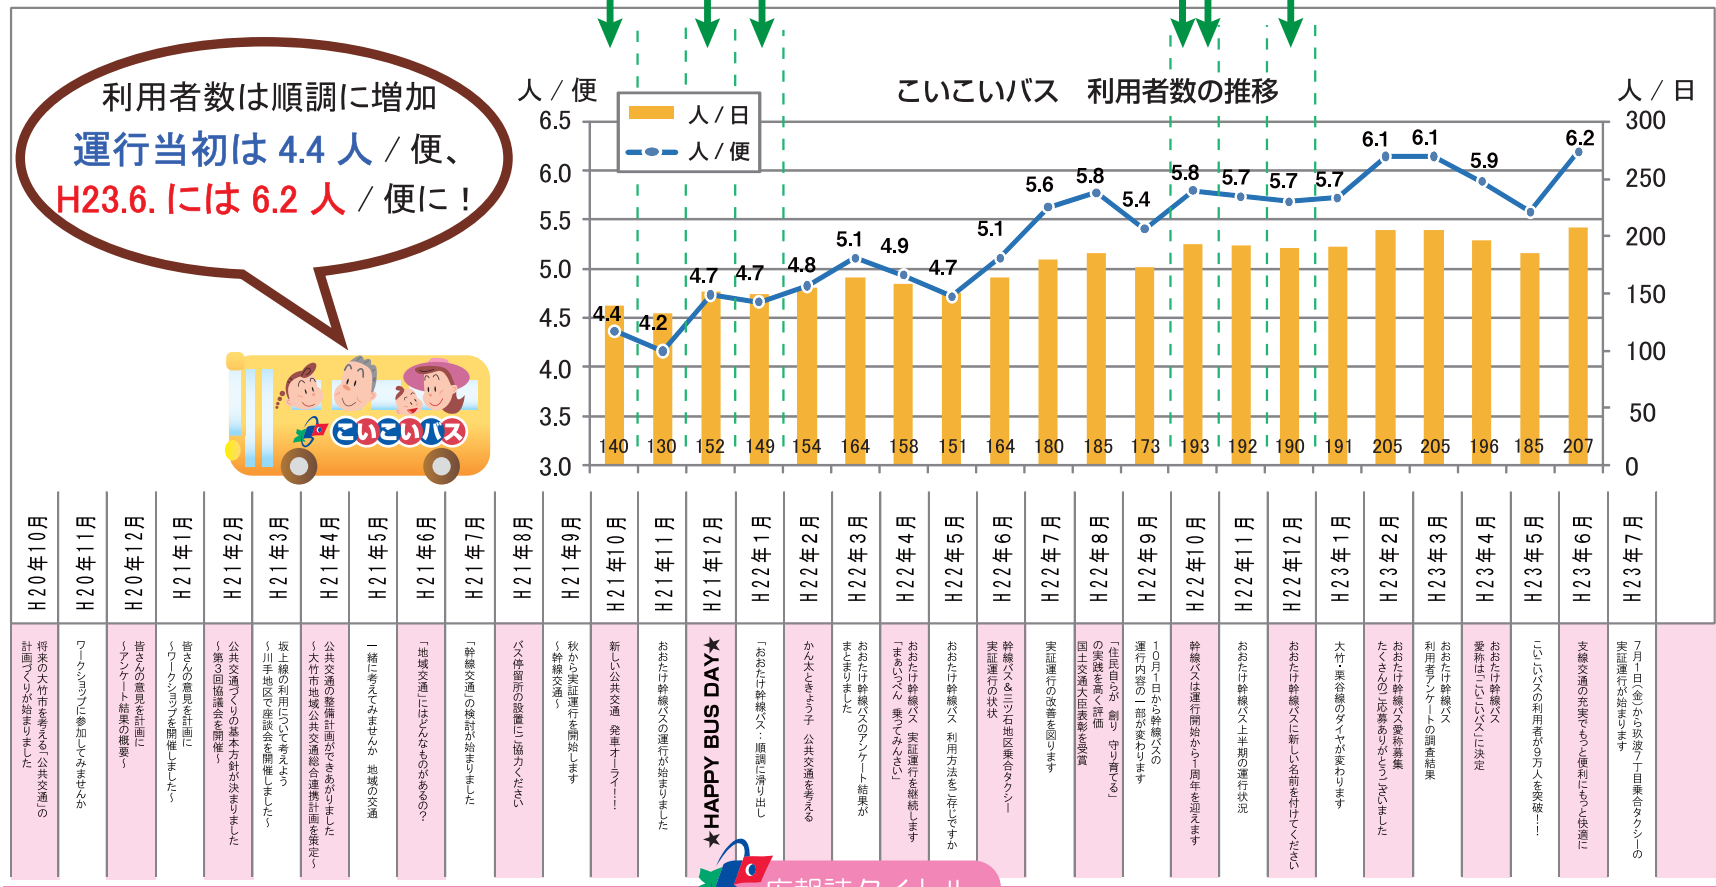 利用者数は順調に増加
運行当初は 4.4 人 / 便、
H23.6. には 6.2 人 / 便に！
こいこいバス
人 / 便
こいこいバス　利用者数の推移
人 / 日
人 / 日
人 / 便
6.5
6.0
5.5
5.0
4.5
4.0
3.5
3.0
300
250
200
150
100
50
0
4.4
4.2
4.7
4.7
4.8
5.1
4.9
4.7
5.1
5.6
5.8
5.4
5.8
5.7
5.7
5.7
6.1
6.1
5.9
6.2
140
130
152
149
154
164
158
151
164
180
185
173
193
192
190
191
205
205
196
185
207
H20年10月
H20年11月
H20年12月
H21年1月
H21年2月
H21年3月
H21年4月
H21年5月
H21年6月
H21年7月
H21年8月
H21年9月
H21年10月
H21年11月
H21年12月
H22年1月
H22年2月
H22年3月
H22年4月
H22年5月
H22年6月
H22年7月
H22年8月
H22年9月
H22年10月
H22年11月
H22年12月
H23年1月
H23年2月
H23年3月
H23年4月
H23年5月
H23年6月
H23年7月
将来の大竹市を考える「公共交通」の
計画づくりが始まりました
ワークショップに参加してみませんか
皆さんの意見を計画に
～アンケート結果の概要～
皆さんの意見を計画に
～ワークショップを開催しました～
公共交通づくりの基本方針が決まりました
～第３回協議会を開催～
坂上線の利用について考えよう
～川手地区で座談会を開催しました～
公共交通の整備計画ができあがりました
～大竹市地域公共交通総合連携計画を策定～
一緒に考えてみませんか　地域の交通
「地域交通」にはどんなものがあるの？
「幹線交通」の検討が始まりました
バス停留所の設置にご協力ください
秋から実証運行を開始します
～幹線交通～
新しい公共交通　発車オーライ！！
おおたけ幹線バスの運行が始まりました
★HAPPY BUS DAY★
「おおたけ幹線バス：順調に滑り出し
かん太ときょう子　公共交通を考える
おおたけ幹線バスのアンケート結果が
まとまりました
おおたけ幹線バス　実証運行を継続します
「まぁいっぺん　乗ってみんさい」
おおたけ幹線バス　利用方法をご存じですか
幹線バス＆三ツ石地区乗合タクシー
実証運行の状況
実証運行の改善を図ります
「住民自らが　創り　守り育てる」
の実践を高く評価
国土交通大臣表彰を受賞
１０月１日から幹線バスの
運行内容の一部が変わります
幹線バスは運行開始から１周年を迎えます
おおたけ幹線バス上半期の運行状況
おおたけ幹線バスに新しい名前を付けてください
大竹・栗谷線のダイヤが変わります
おおたけ幹線バス愛称募集
たくさんのご応募ありがとうございました
おおたけ幹線バス
利用者アンケートの調査結果
おおたけ幹線バス
愛称は「こいこいバス」に決定
こいこいバスの利用者が９万人を突破！！
支線交通の充実でもっと便利にもっと快適に
７月１日（金）から玖波７丁目乗合タクシーの
実証運行が始まります
広報誌タイトル